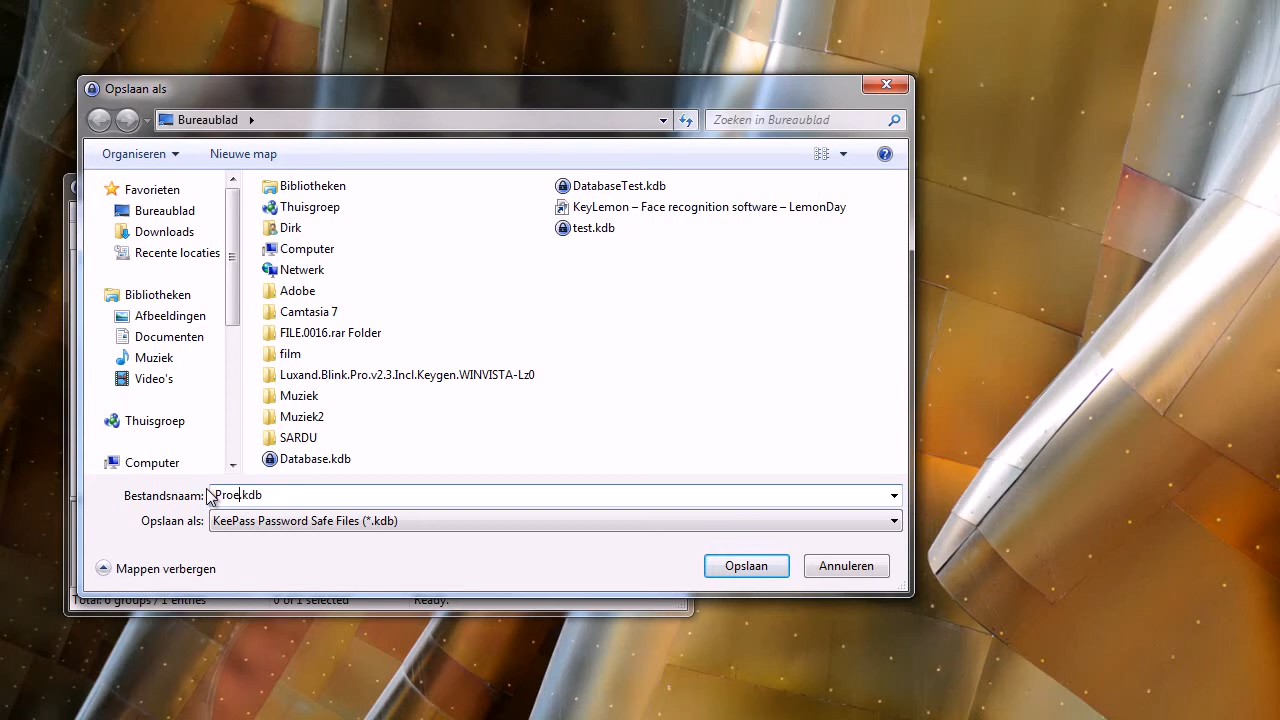 Opslaan als
Bureaublad
Zoeken in Bureaublad
Organiseren
Nieuwe map
Favorieten
Bureaublad
Downloads
Recente locaties
Bibliotheken
Afbeeldingen
Documenten
Muziek
Video's
Thuisgroep
Computer
Bibliotheken
Thuisgroep
Dirk
Computer
Netwerk
Adobe
Camtasia 7
FILE.0016.rar Folder
film
Luxand.Blink.Pro.v2.3.Incl.Keygen.WINVISTA-Lz0
Muziek
Muziek2
SARDU
Database.kdb
DatabaseTest.kdb
KeyLemon – Face recognition software – LemonDay
test.kdb
Bestandsnaam: Proe.kdb
Opslaan als: KeePass Password Safe Files (*.kdb)
Mappen verbergen
Opslaan
Annuleren
Total: 6 groups / 1 entries 0 of 1 selected Ready.